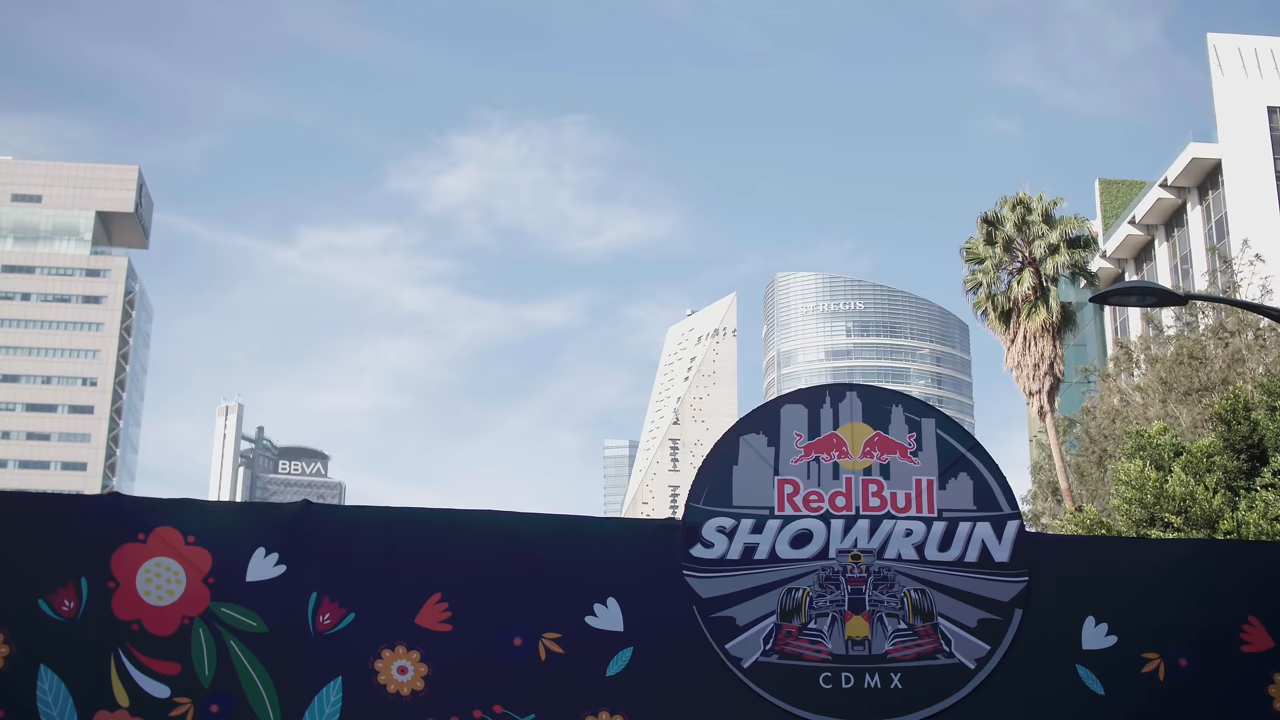 ST REGIS
BBVA
Red Bull
SHOWRUN
CDMX